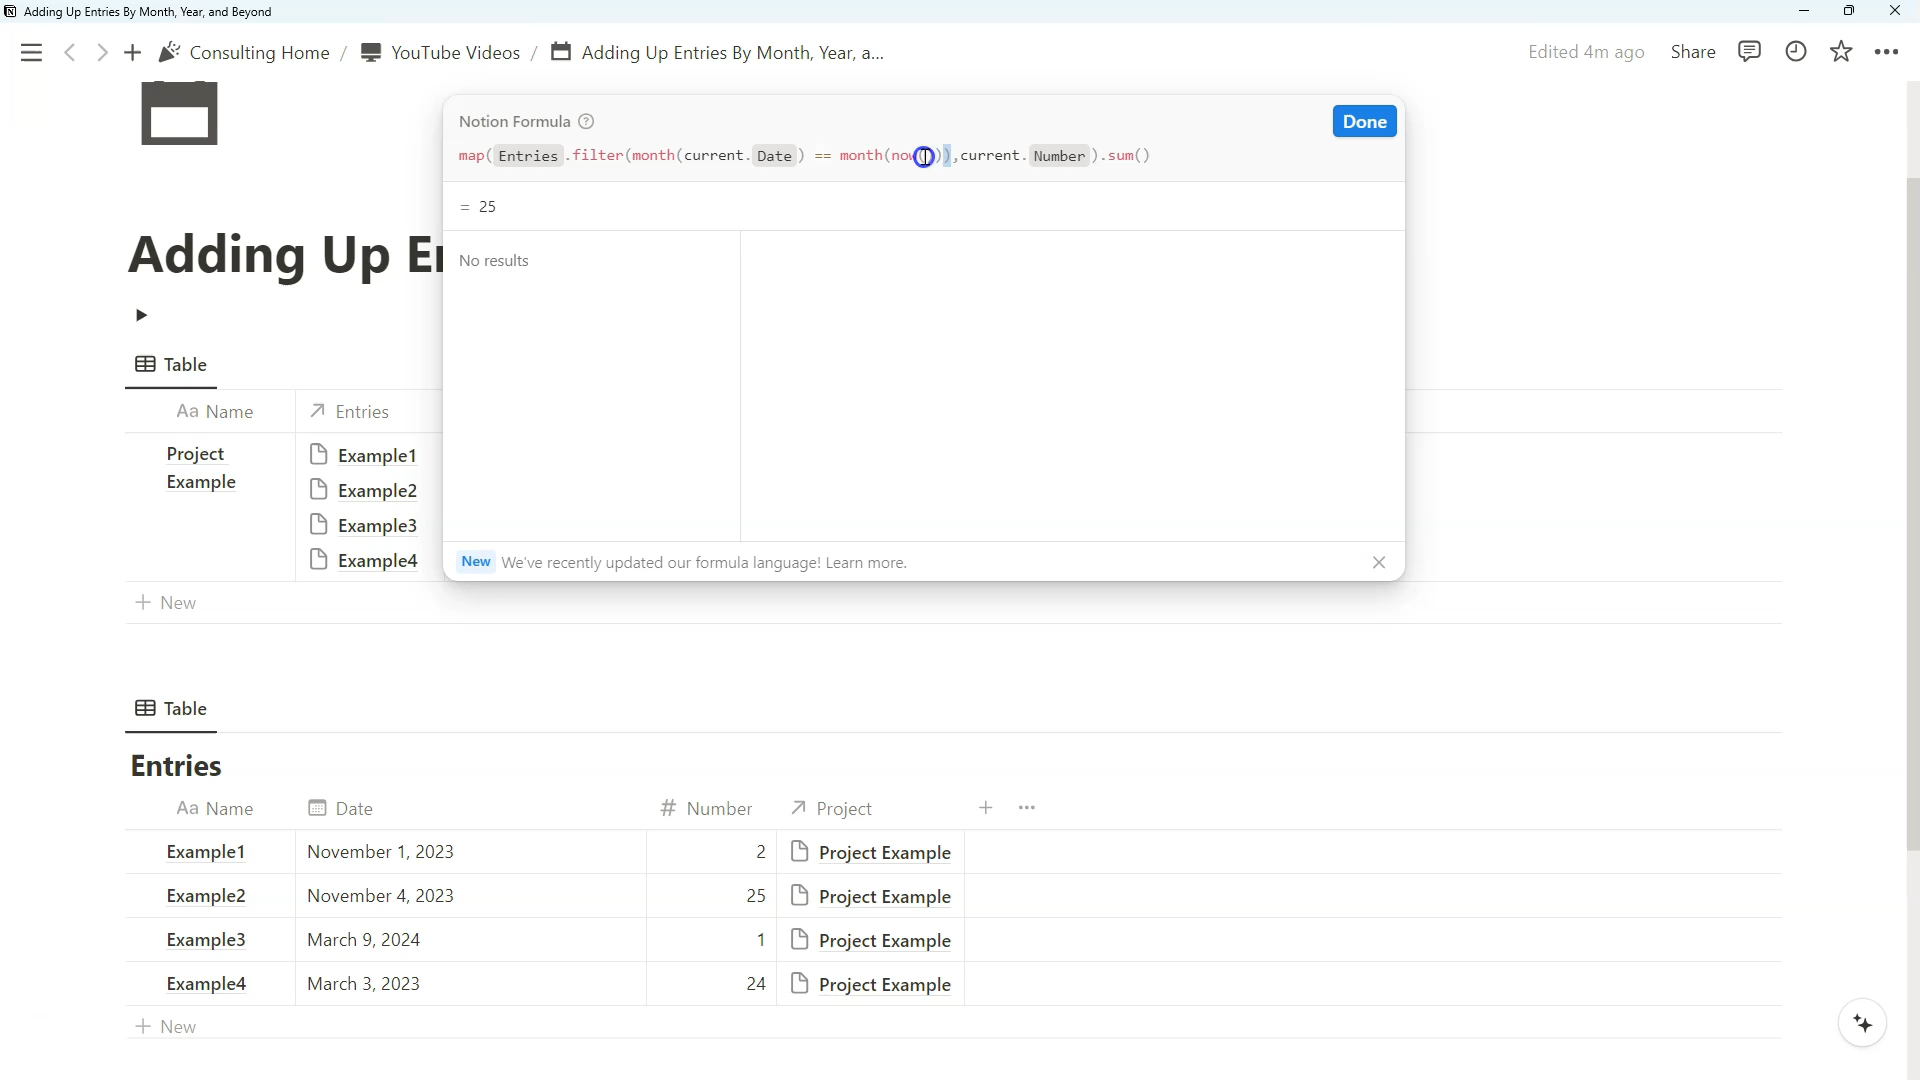 Adding Up Entries By Month, Year, and Beyond
Consulting Home / YouTube Videos / Adding Up Entries By Month, Year, a...
Edited 4m ago Share
Notion Formula
Done
map( Entries .filter(month(current. Date ) == month(now())),current. Number ).sum()
= 25
No results
New We've recently updated our formula language! Learn more.
Adding Up
Table
Aa Name Entries
Project Example
Example1
Example2
Example3
Example4
+ New
Table
Entries
Aa Name Date # Number Project
Example1 November 1, 2023 2 Project Example
Example2 November 4, 2023 25 Project Example
Example3 March 9, 2024 1 Project Example
Example4 March 3, 2023 24 Project Example
+ New